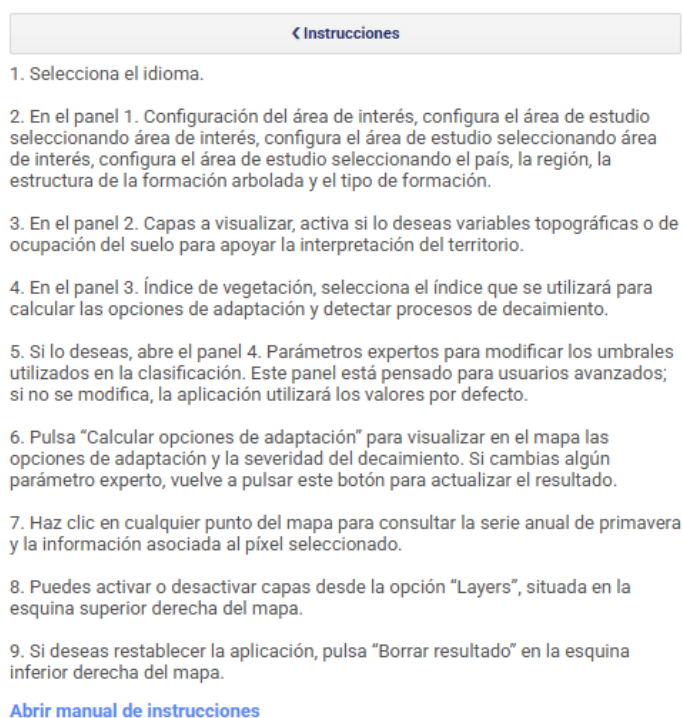 ❮ Instrucciones
1. Selecciona el idioma.
2. En el panel 1. Configuración del área de interés, configura el área de estudio
seleccionando área de interés, configura el área de estudio seleccionando área
de interés, configura el área de estudio seleccionando el país, la región, la
estructura de la formación arbolada y el tipo de formación.
3. En el panel 2. Capas a visualizar, activa si lo deseas variables topográficas o de
ocupación del suelo para apoyar la interpretación del territorio.
4. En el panel 3. Índice de vegetación, selecciona el índice que se utilizará para
calcular las opciones de adaptación y detectar procesos de decaimiento.
5. Si lo deseas, abre el panel 4. Parámetros expertos para modificar los umbrales
utilizados en la clasificación. Este panel está pensado para usuarios avanzados;
si no se modifica, la aplicación utilizará los valores por defecto.
6. Pulsa “Calcular opciones de adaptación” para visualizar en el mapa las
opciones de adaptación y la severidad del decaimiento. Si cambias algún
parámetro experto, vuelve a pulsar este botón para actualizar el resultado.
7. Haz clic en cualquier punto del mapa para consultar la serie anual de primavera
y la información asociada al píxel seleccionado.
8. Puedes activar o desactivar capas desde la opción “Layers”, situada en la
esquina superior derecha del mapa.
9. Si deseas restablecer la aplicación, pulsa “Borrar resultado” en la esquina
inferior derecha del mapa.
Abrir manual de instrucciones